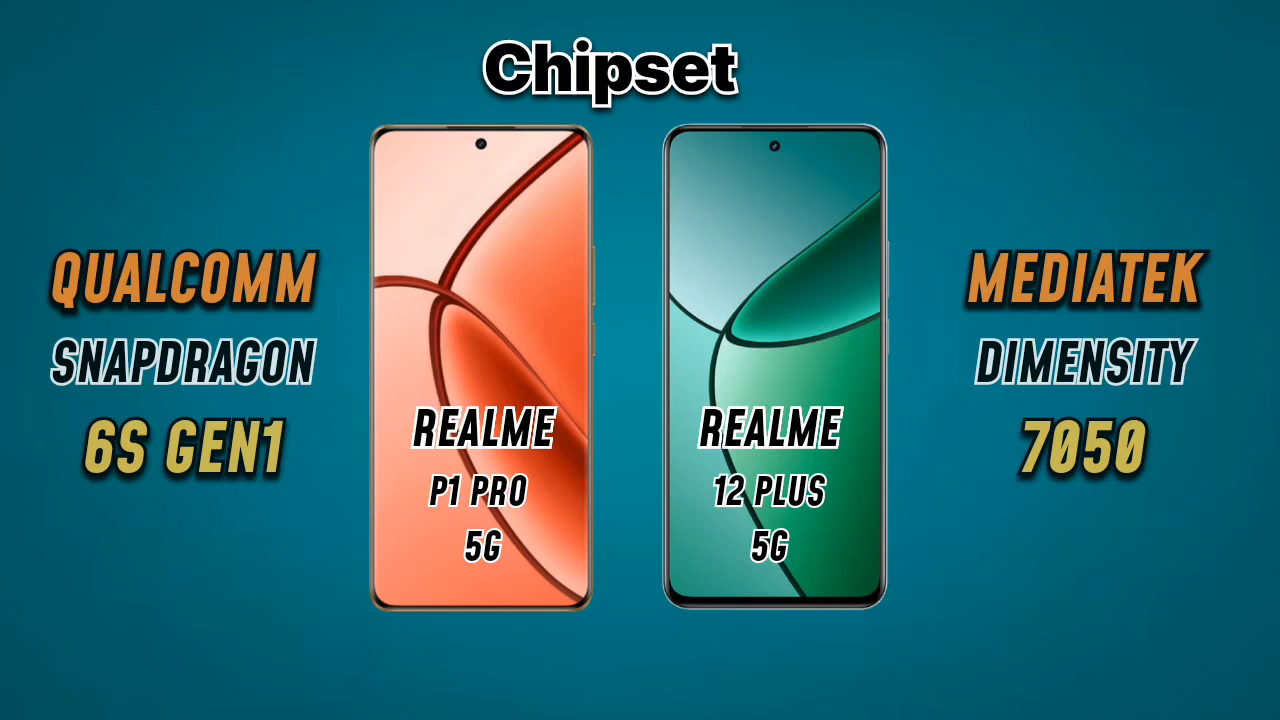 Chipset
QUALCOMM
SNAPDRAGON
6S GEN1
REALME
P1 PRO
5G
REALME
12 PLUS
5G
MEDIATEK
DIMENSITY
7050